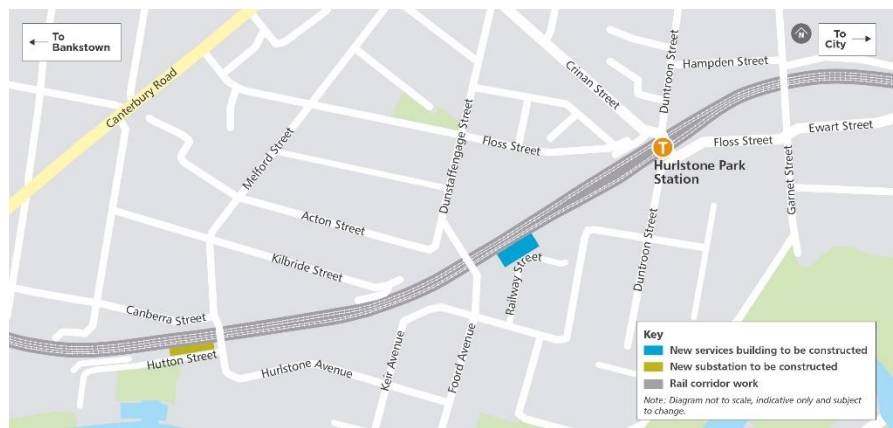 To
Bankstown
To
City
N
Canterbury Road
Melford Street
Dunstaffengage Street
Crinan Street
Duntroon Street
Hampden Street
Floss Street
Floss Street
Ewart Street
T
Hurlstone Park
Station
Garnet Street
Acton Street
Kilbride Street
Railway Street
Duntroon Street
Canberra Street
Hutton Street
Hurlstone Avenue
Keir Avenue
Foord Avenue
Key
New services building to be constructed
New substation to be constructed
Rail corridor work
Note: Diagram not to scale, indicative only and subject
to change.